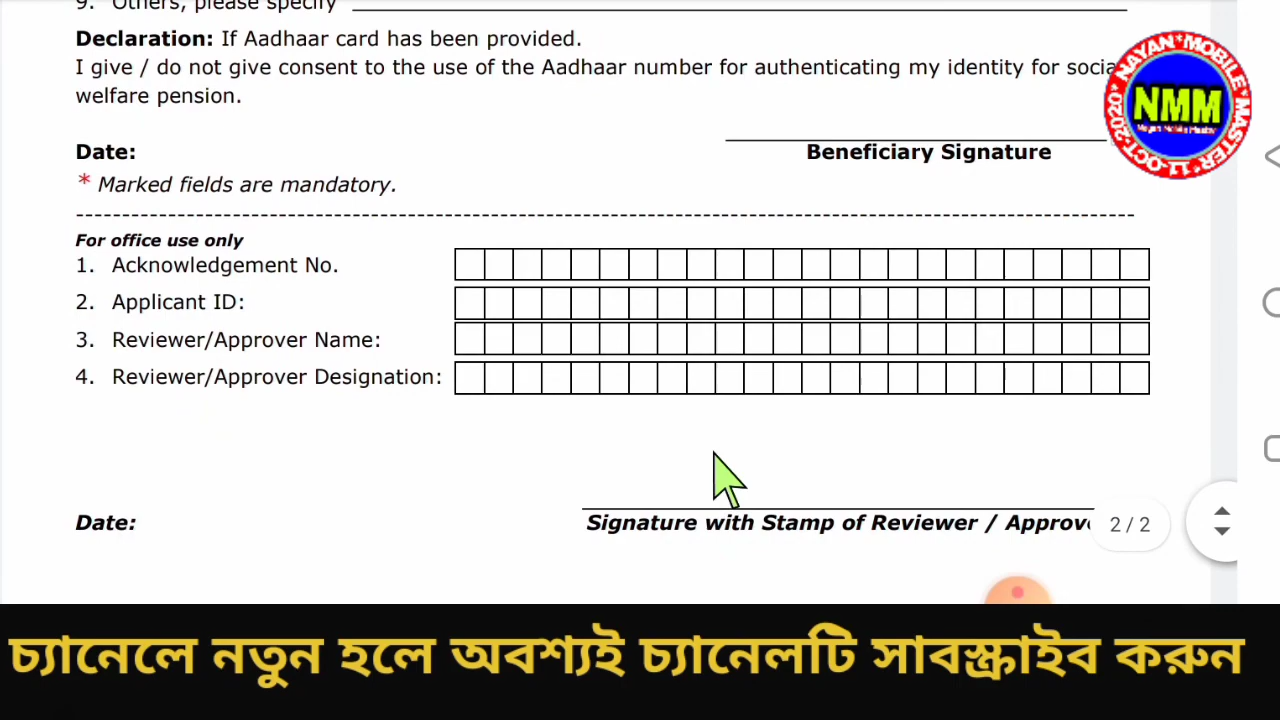 9. Others, please specify
Declaration: If Aadhaar card has been provided.
I give / do not give consent to the use of the Aadhaar number for authenticating my identity for social
welfare pension.
NAYAN*MOBILE*MASTER*11-OCT-2020*
NMM
Nayan Mobile Master
Date:
Beneficiary Signature
* Marked fields are mandatory.
For office use only
1. Acknowledgement No.
2. Applicant ID:
3. Reviewer/Approver Name:
4. Reviewer/Approver Designation:
Date:
Signature with Stamp of Reviewer / Approve
2 / 2
চ্যানেলে নতুন হলে অবশ্যই চ্যানেলটি সাবস্ক্রাইব করুন